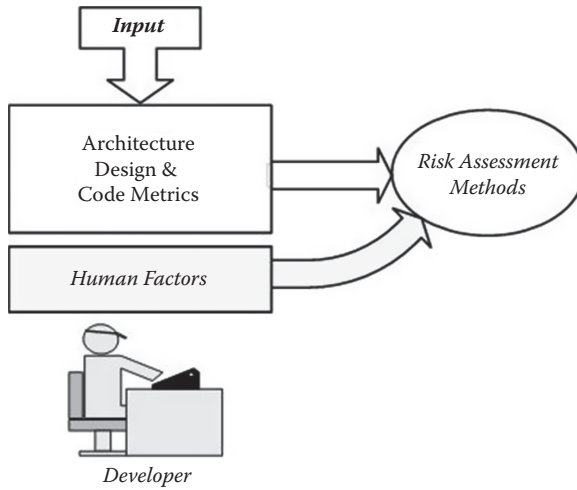 Input
Architecture
Design &
Code Metrics
Risk Assessment
Methods
Human Factors
Developer